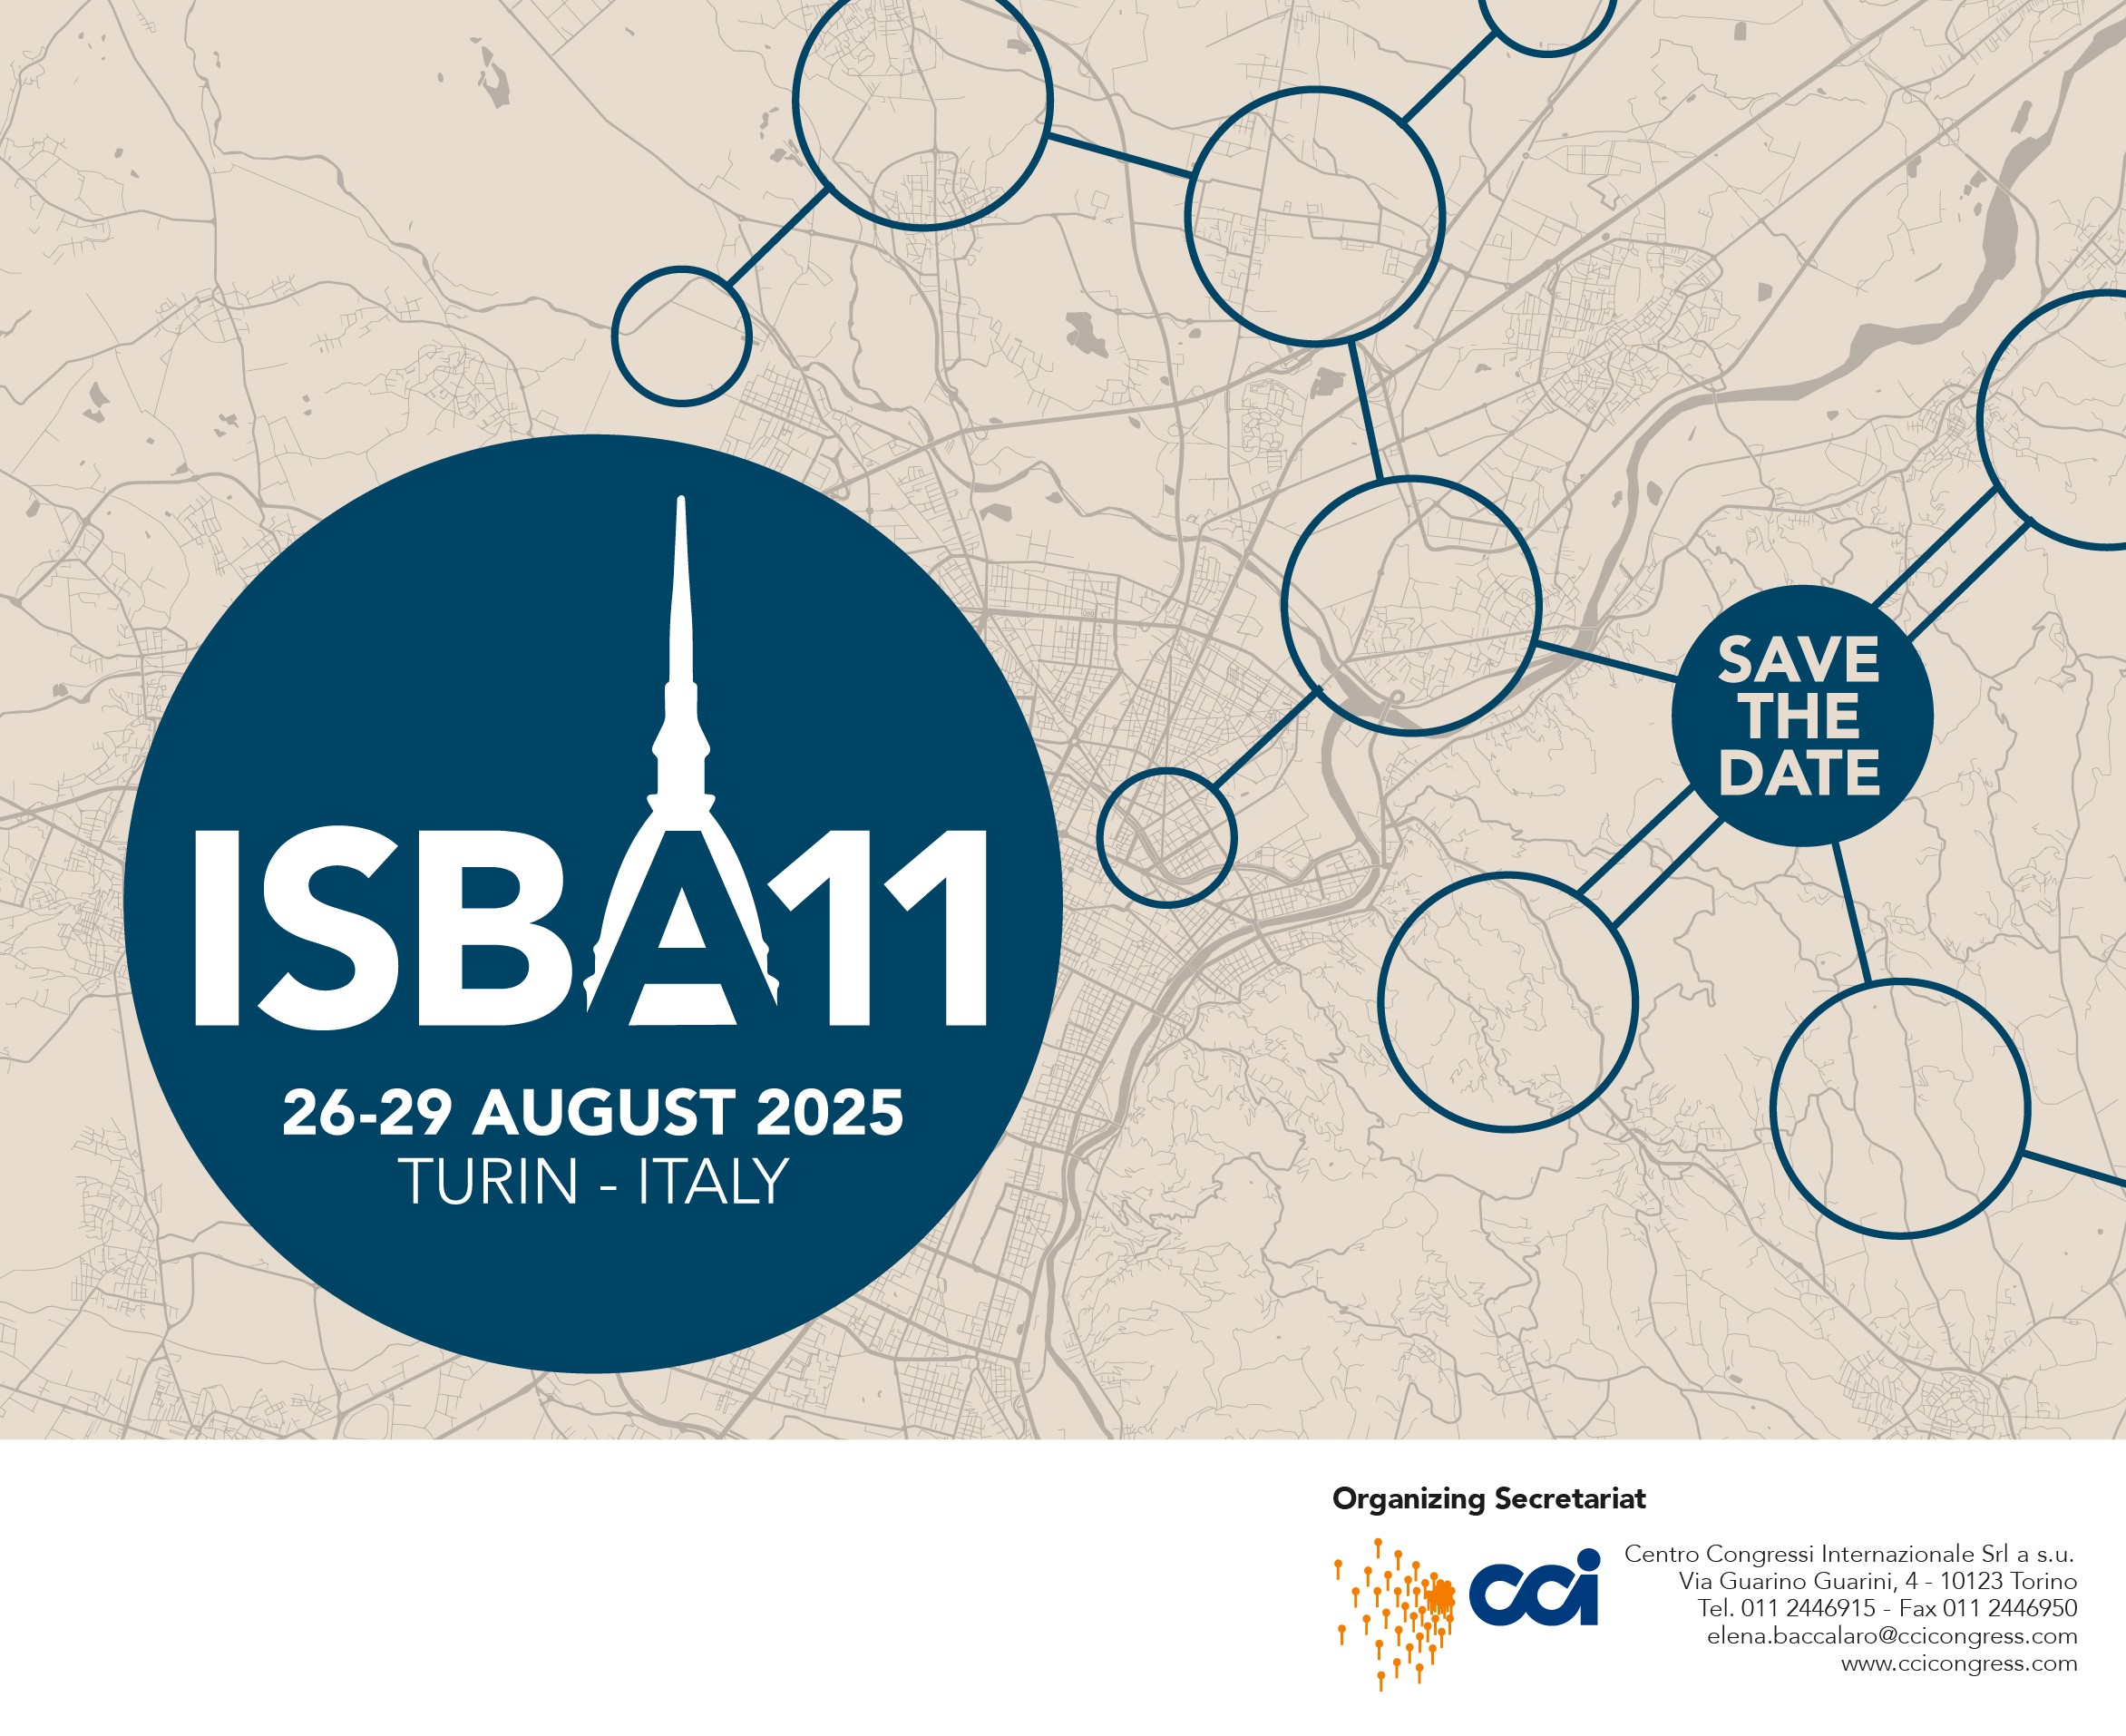 ISBA11
26-29 AUGUST 2025
TURIN - ITALY
SAVE
THE
DATE
Organizing Secretariat
cci
Centro Congressi Internazionale Srl a s.u.
Via Guarino Guarini, 4 - 10123 Torino
Tel. 011 2446915 - Fax 011 2446950
elena.baccalaro@ccicongress.com
www.ccicongress.com